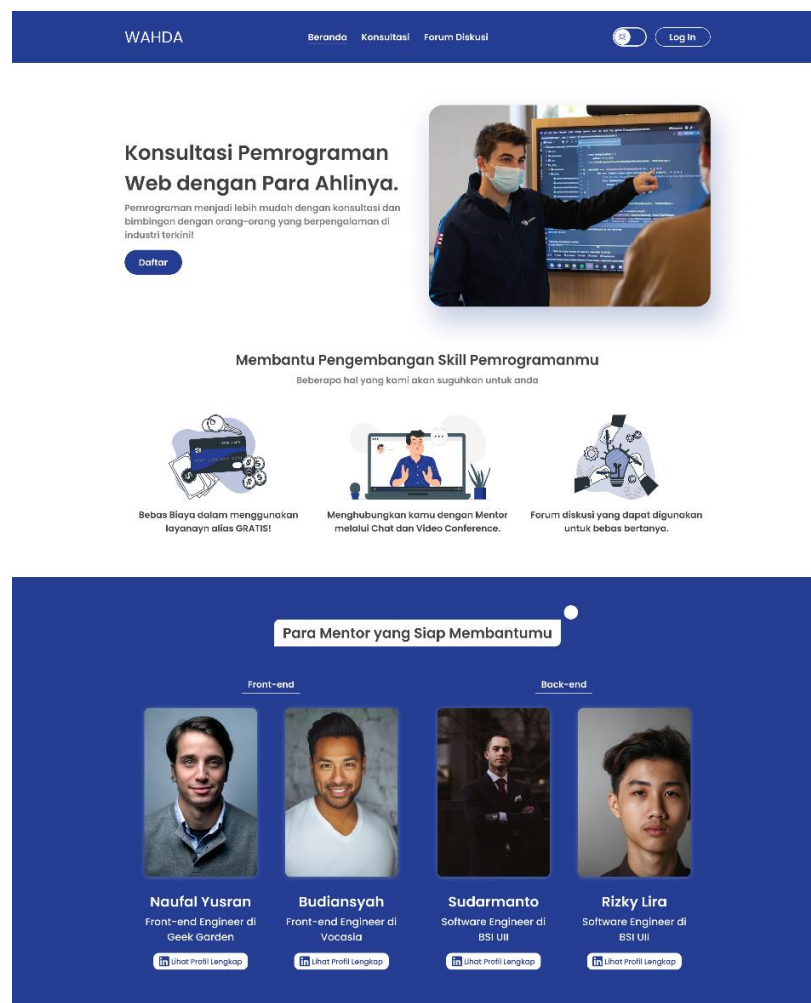 WAHDA
Beranda Konsultasi Forum Diskusi
Log In
Konsultasi Pemrograman
Web dengan Para Ahlinya.
Pemrograman menjadi lebih mudah dengan konsultasi dan
bimbingan dengan orang-orang yang berpengalaman di
industri terkini!
Daftar
Membantu Pengembangan Skill Pemrogramanmu
Beberapa hal yang kami akan suguhkan untuk anda
Bebas Biaya dalam menggunakan
layanayn alias GRATIS!
Menghubungkan kamu dengan Mentor
melalui Chat dan Video Conference.
Forum diskusi yang dapat digunakan
untuk bebas bertanya.
Para Mentor yang Siap Membantumu
Front-end
Back-end
Naufal Yusran
Front-end Engineer di
Geek Garden
in Lihat Profil Lengkap
Budiansyah
Front-end Engineer di
Vocasia
in Lihat Profil Lengkap
Sudarmanto
Software Engineer di
BSI UII
in Lihat Profil Lengkap
Rizky Lira
Software Engineer di
BSI UII
in Lihat Profil Lengkap